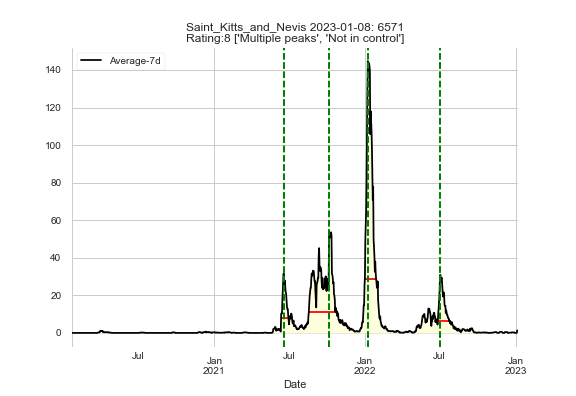 Saint_Kitts_and_Nevis 2023-01-08: 6571
Rating:8 ['Multiple peaks', 'Not in control']
Average-7d
140
120
100
80
60
40
20
0
Jul
Jan
2021
Jul
Jan
2022
Jul
Jan
2023
Date